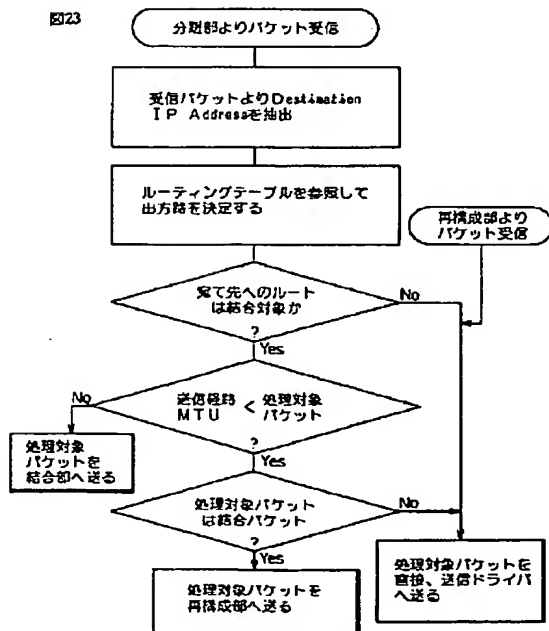 図23
分離部よりパケット受信
受信パケットよりDestination
IP Addressを抽出
ルーティングテーブルを参照して
出方路を決定する
再構成部より
パケット受信
宛て先へのルート
は結合対象か
?
No
Yes
送信経路
MTU
<
処理対象
パケット
?
No
Yes
処理対象
パケットを
結合部へ送る
処理対象パケット
は結合パケット
?
No
Yes
処理対象パケットを
再構成部へ送る
処理対象パケットを
直接、送信ドライバ
へ送る